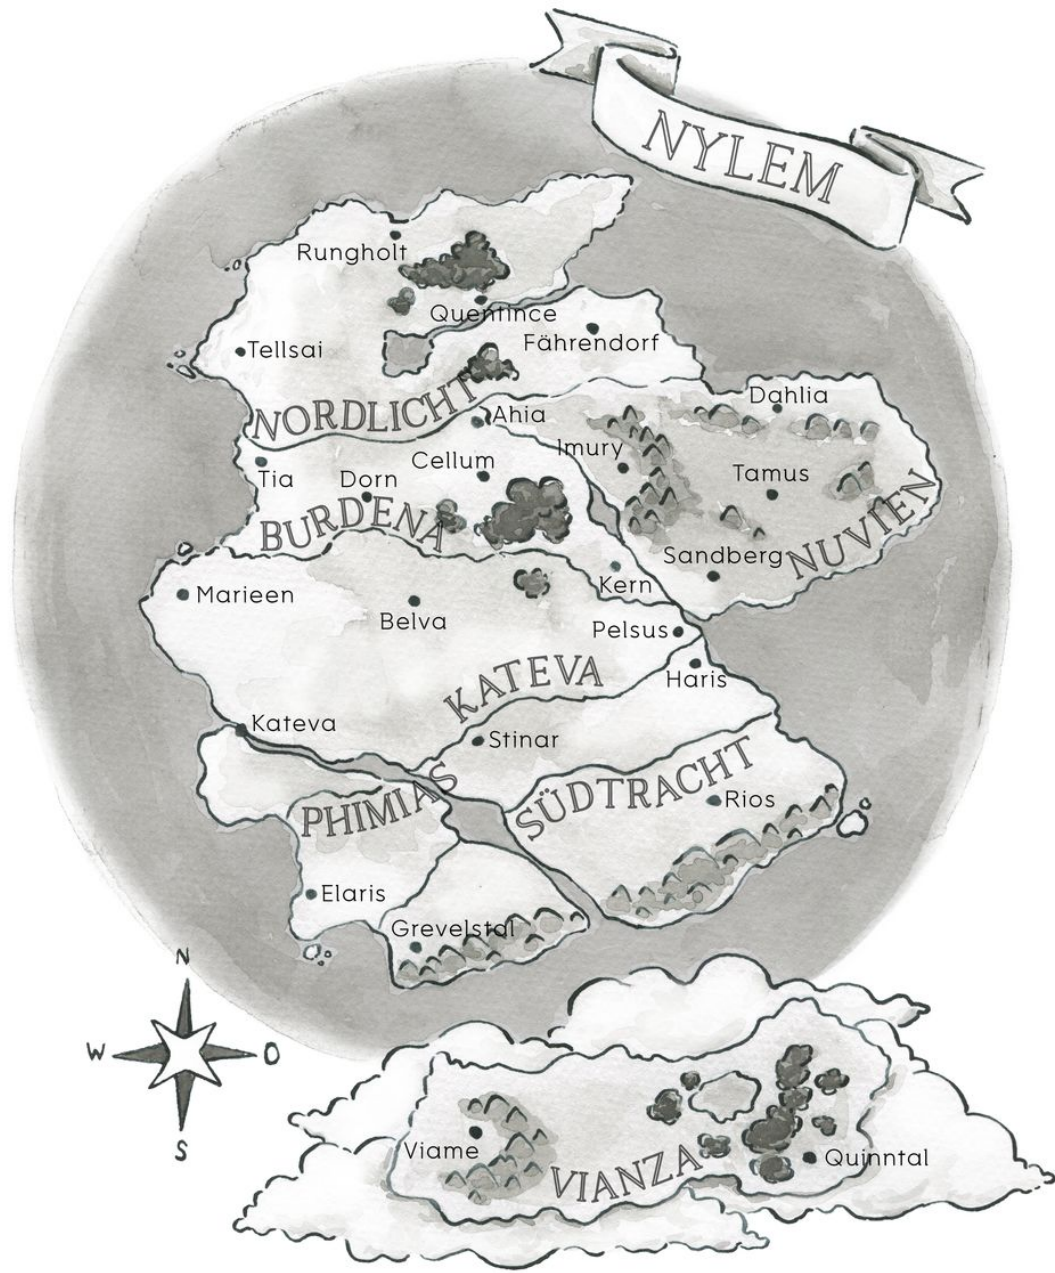 NYLEM
Rungholt
Quentince
Fährendorf
Tellsai
NORDLICHT
Dahlia
Ahia
Imury
Cellum
Tia
Dorn
Tamus
BURDENA
NUVIEN
Sandberg
Kern
Marieen
Belva
Pelsus
KATEVA
Haris
Kateva
Stinar
SÜDTRACHT
PHIMIAS
Rios
Elaris
Grevelstal
N
W
O
S
Viame
VIANZA
Quinntal